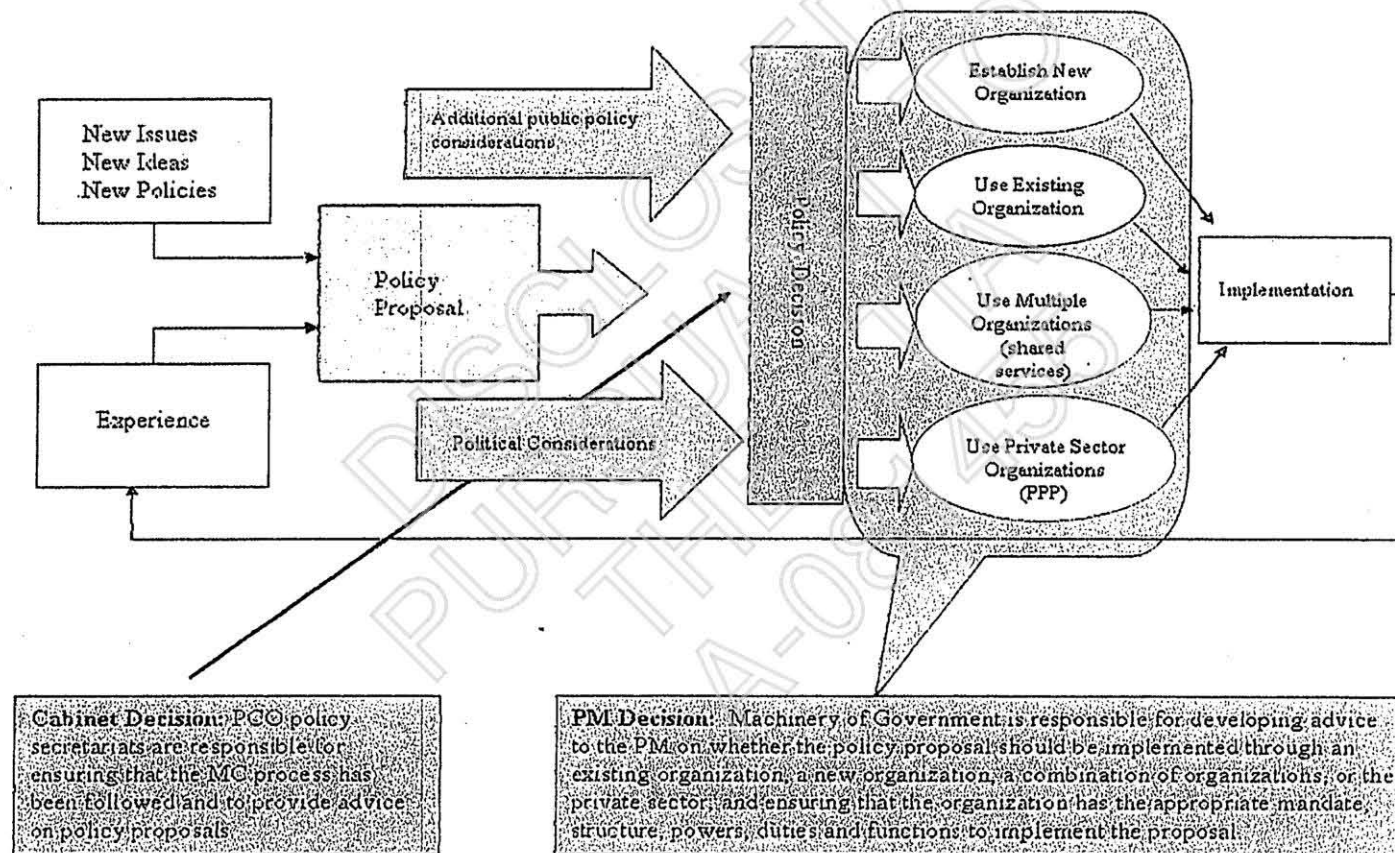 New Issues
New Ideas
New Policies
Additional public policy
considerations
Policy
Proposal
Experience
Political Considerations
Policy Decision
Establish New
Organization
Use Existing
Organization
Use Multiple
Organizations
(shared
services)
Use Private Sector
Organizations
(PPP)
Implementation
Cabinet Decision: PCO policy
secretariats are responsible for
ensuring that the MC process has
been followed and to provide advice
on policy proposals
PM Decision: Machinery of Government is responsible for developing advice
to the PM on whether the policy proposal should be implemented through an
existing organization, a new organization, a combination of organizations, or the
private sector; and ensuring that the organization has the appropriate mandate,
structure, powers, duties and functions to implement the proposal